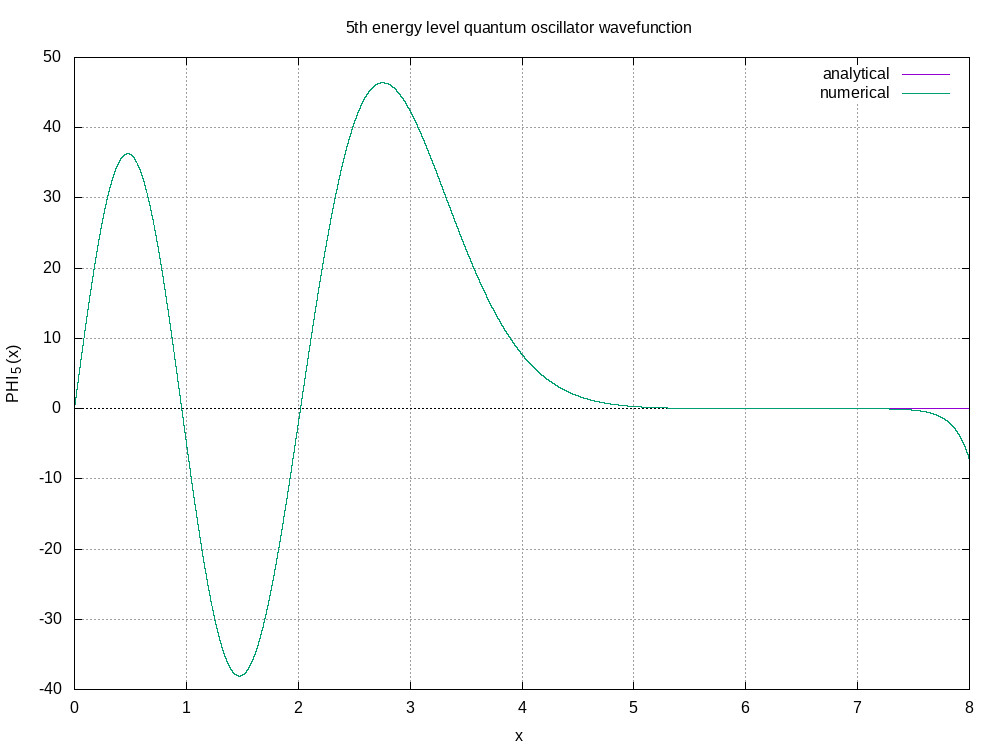 5th energy level quantum oscillator wavefunction
analytical
numerical
50
40
30
20
10
0
-10
-20
-30
-40
PHI5(x)
0 1 2 3 4 5 6 7 8
x